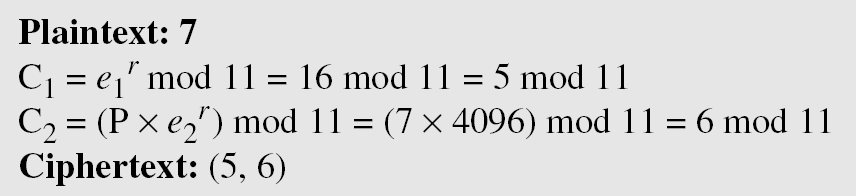 Plaintext: 7
C₁ = e₁ʳ mod 11 = 16 mod 11 = 5 mod 11
C₂ = (P × e₂ʳ) mod 11 = (7 × 4096) mod 11 = 6 mod 11
Ciphertext: (5, 6)